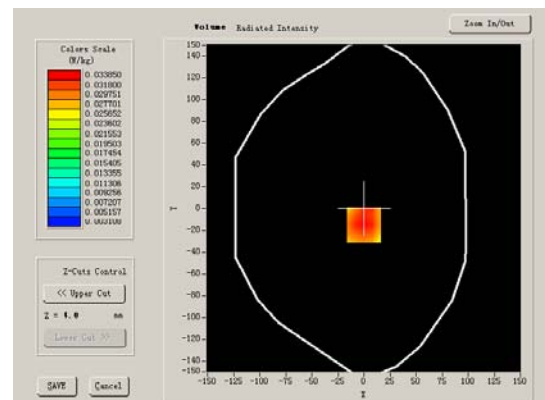 Volume Radiated Intensity
Zoom In/Out
Colors Scale
(W/kg)
0.033850
0.031800
0.029751
0.027701
0.025652
0.023602
0.021553
0.019503
0.017454
0.015405
0.013355
0.011306
0.009256
0.007207
0.005157
0.003108
Z-Cuts Control
<< Upper Cut
Z = 4.0 mm
Lower Cut >>
SAVE
Cancel
150
140
120
100
80
60
40
20
0
-20
-40
-60
-80
-100
-120
-140
-150
Y
-150 -125 -100 -75 -50 -25 0 25 50 75 100 125 150
X